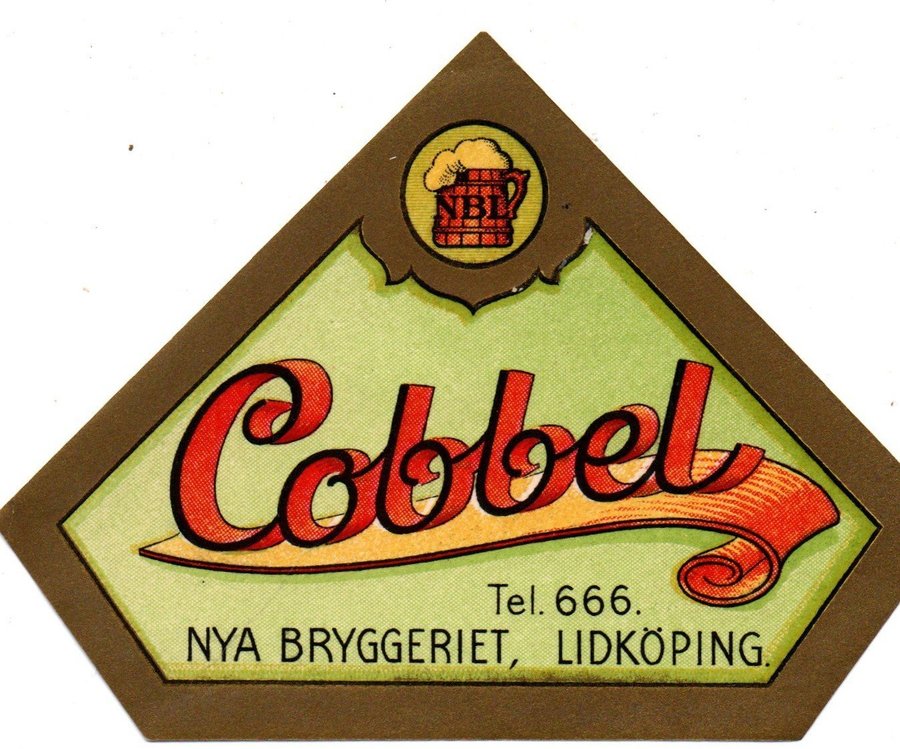 NBL
Cobbel
Tel. 666.
NYA BRYGGERIET, LIDKÖPING.